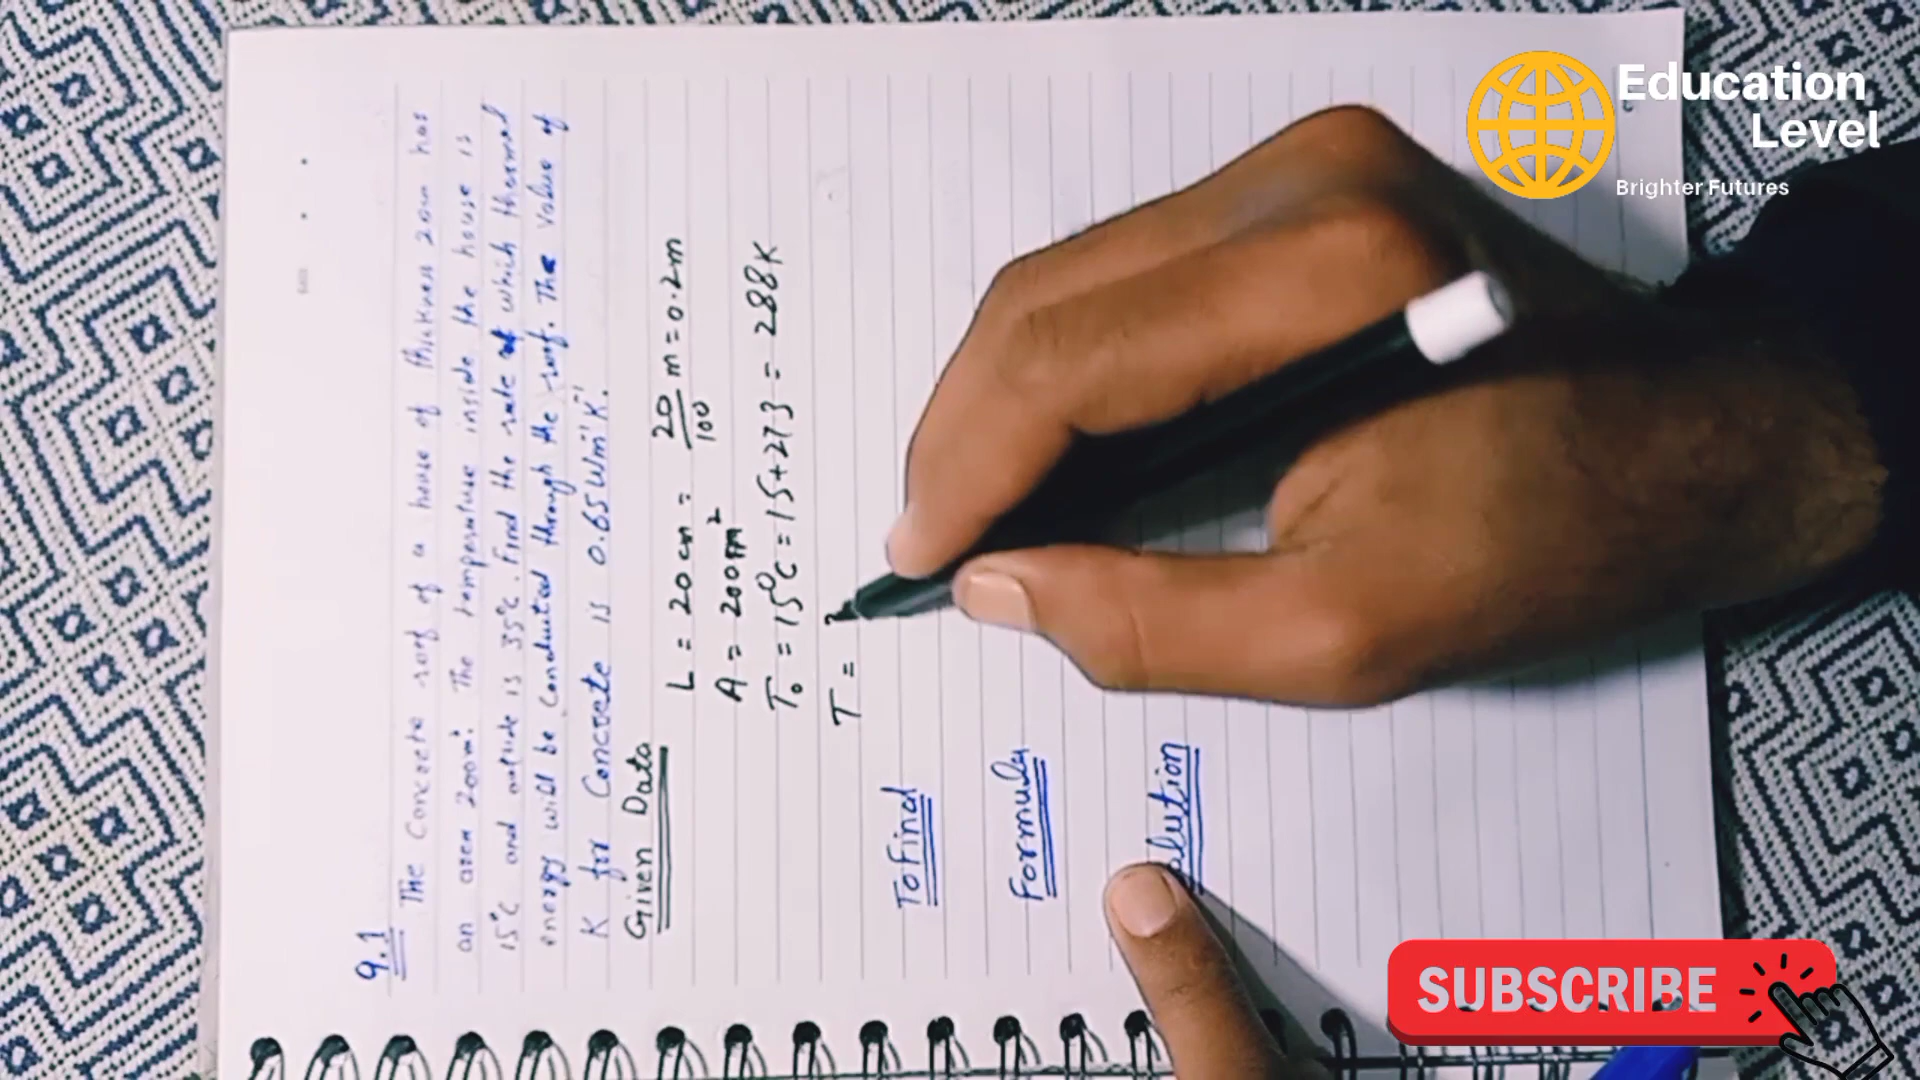 9.1
The Concrete roof of a house of thickness 20cm has
an area 200m². The temperature inside the house is
15°C and outside is 35°C. Find the rate at which thermal
energy will be conducted through the roof. The value of
K for Concrete is 0.65Wm⁻¹K⁻¹.
Given Data
L = 20cm = 20/100 m = 0.2m
A = 200m²
T₀ = 15°C = 15+273 = 288K
T =
To Find
Formula
olution
Education
Level
Brighter Futures
SUBSCRIBE